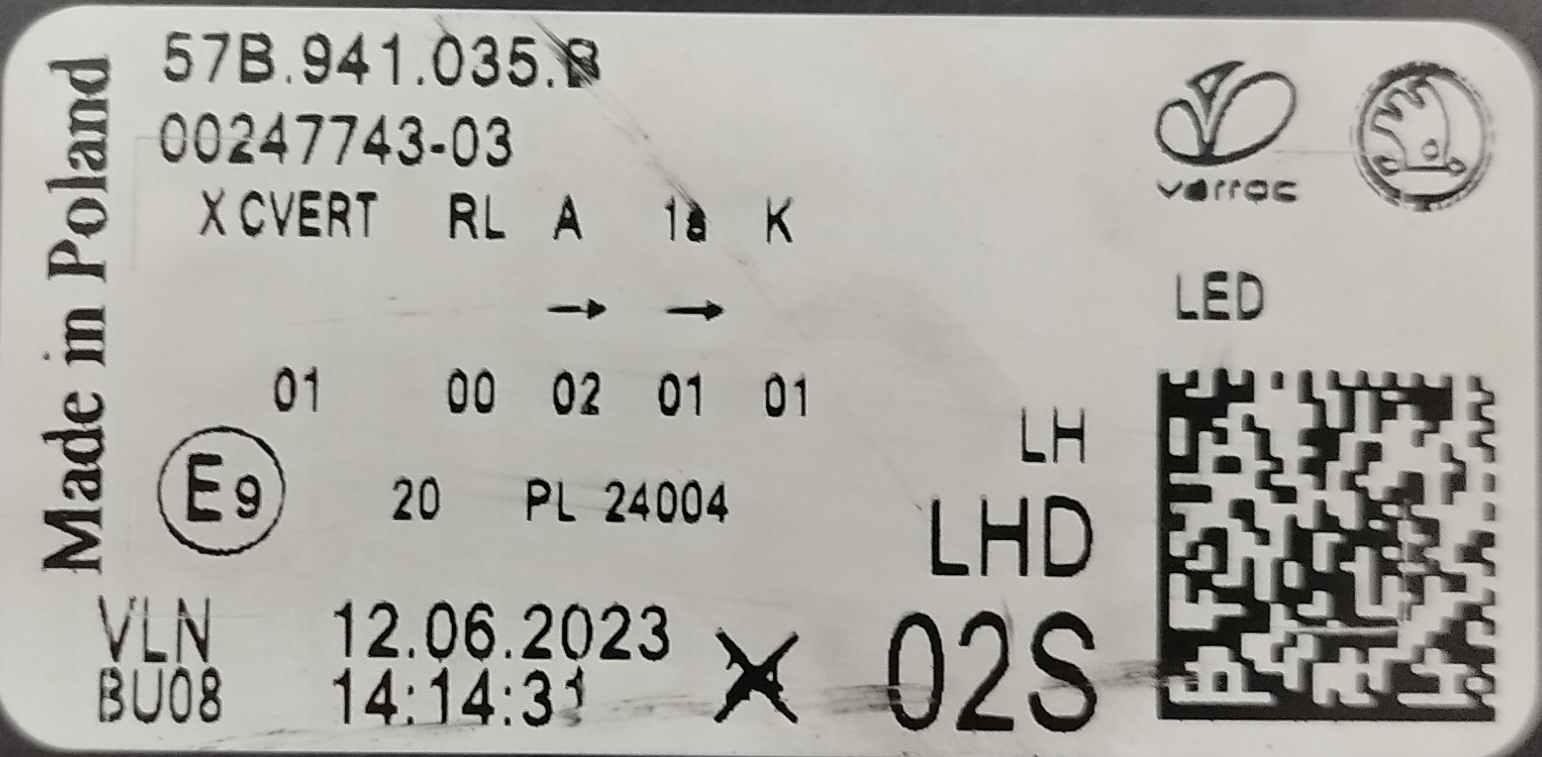 Made in Poland
57B.941.035.B
00247743-03
X CVERT RL A 1a K
→ →
01 00 02 01 01
E9 20 PL 24004
VLN 12.06.2023
BU08 14:14:31
varroc
LED
LH
LHD
X 02S